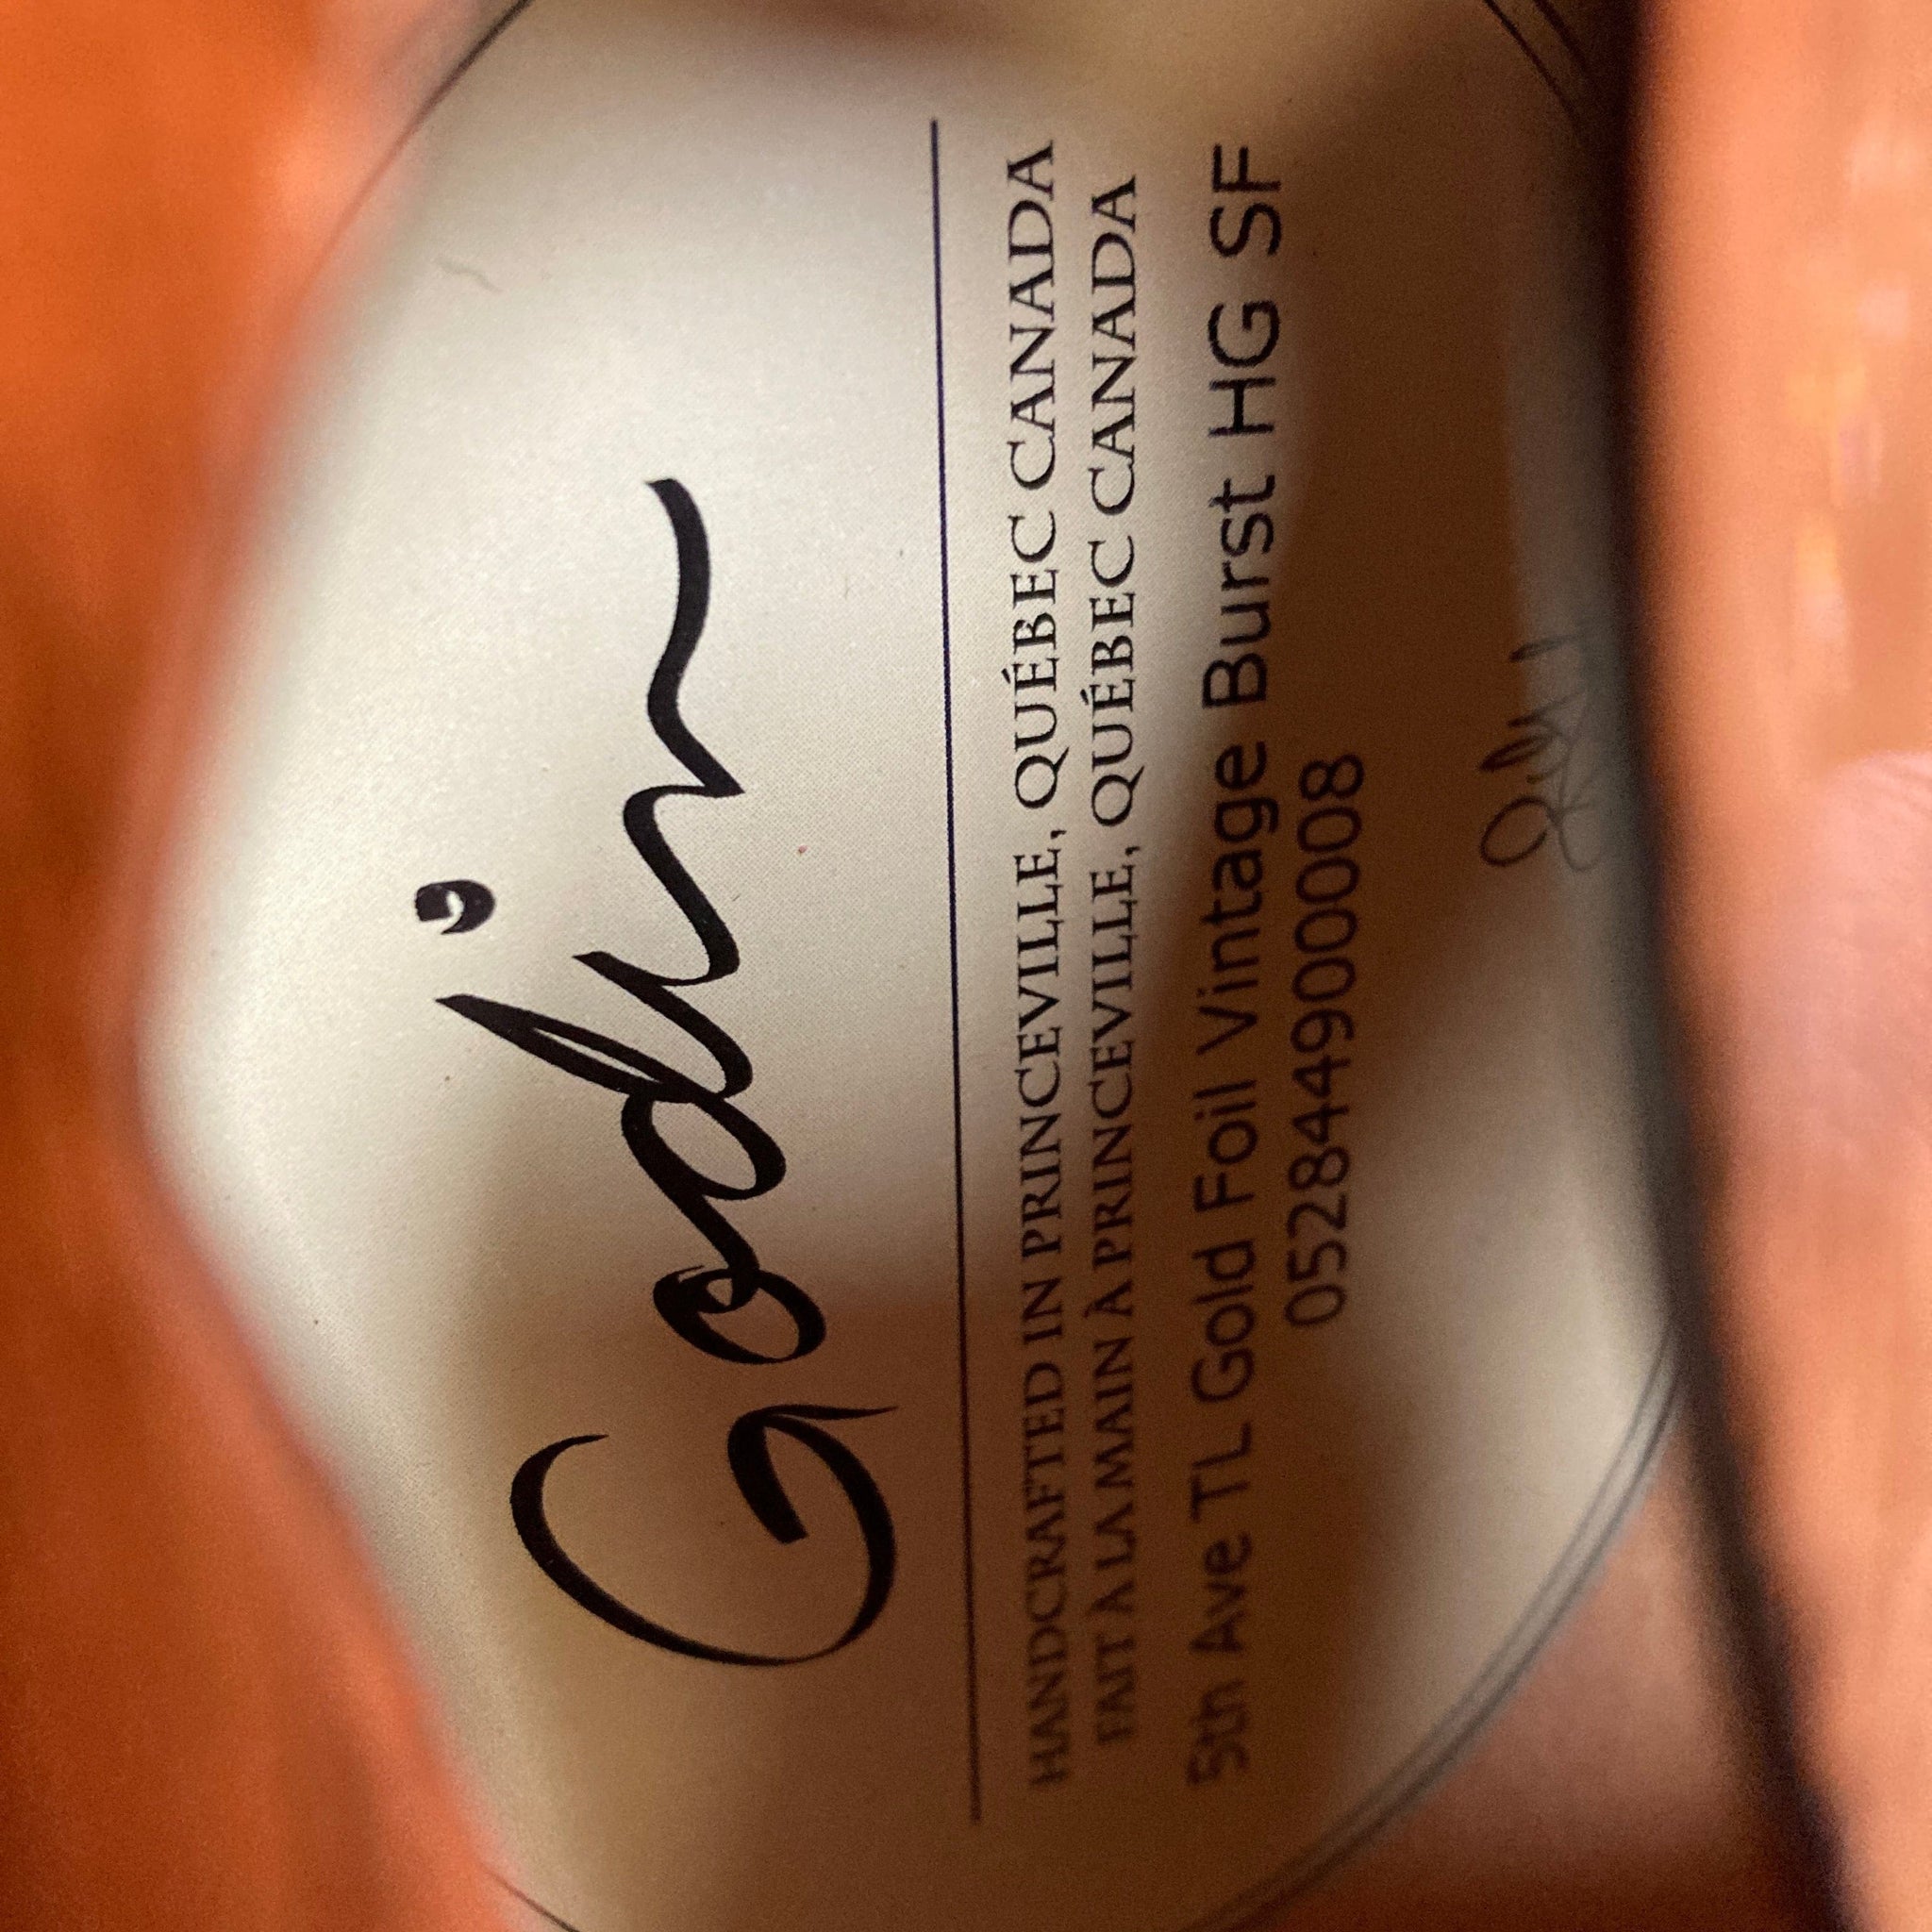 Godin
HANDCRAFTED IN PRINCEVILLE, QUÉBEC CANADA
FAIT À LA MAIN À PRINCEVILLE, QUÉBEC CANADA
5th Ave TL Gold Foil Vintage Burst HG SF
052844900008